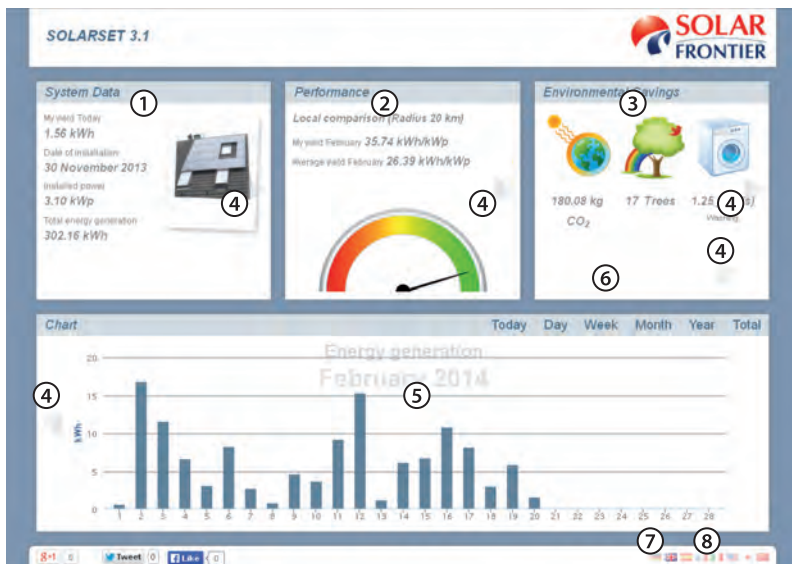 SOLARSET 3.1
SOLAR
FRONTIER
System Data
1
My yield Today
1.56 kWh
Date of installation
30 November 2013
Installed power
3.10 kWp
Total energy generation
302.16 kWh
4
Performance
2
Local comparison (Radius 20 km)
My yield February 35.74 kWh/kWp
Average yield February 26.39 kWh/kWp
4
Environmental Savings
3
180.08 kg
CO2
17 Trees
1.25
4
4
6
Chart
Today Day Week Month Year Total
Energy generation
February 2014
4
5
kWh
20
15
10
5
0
1 2 3 4 5 6 7 8 9 10 11 12 13 14 15 16 17 18 19 20 21 22 23 24 25 26 27 28
7
8
g+1 0 Tweet 0 Like 0